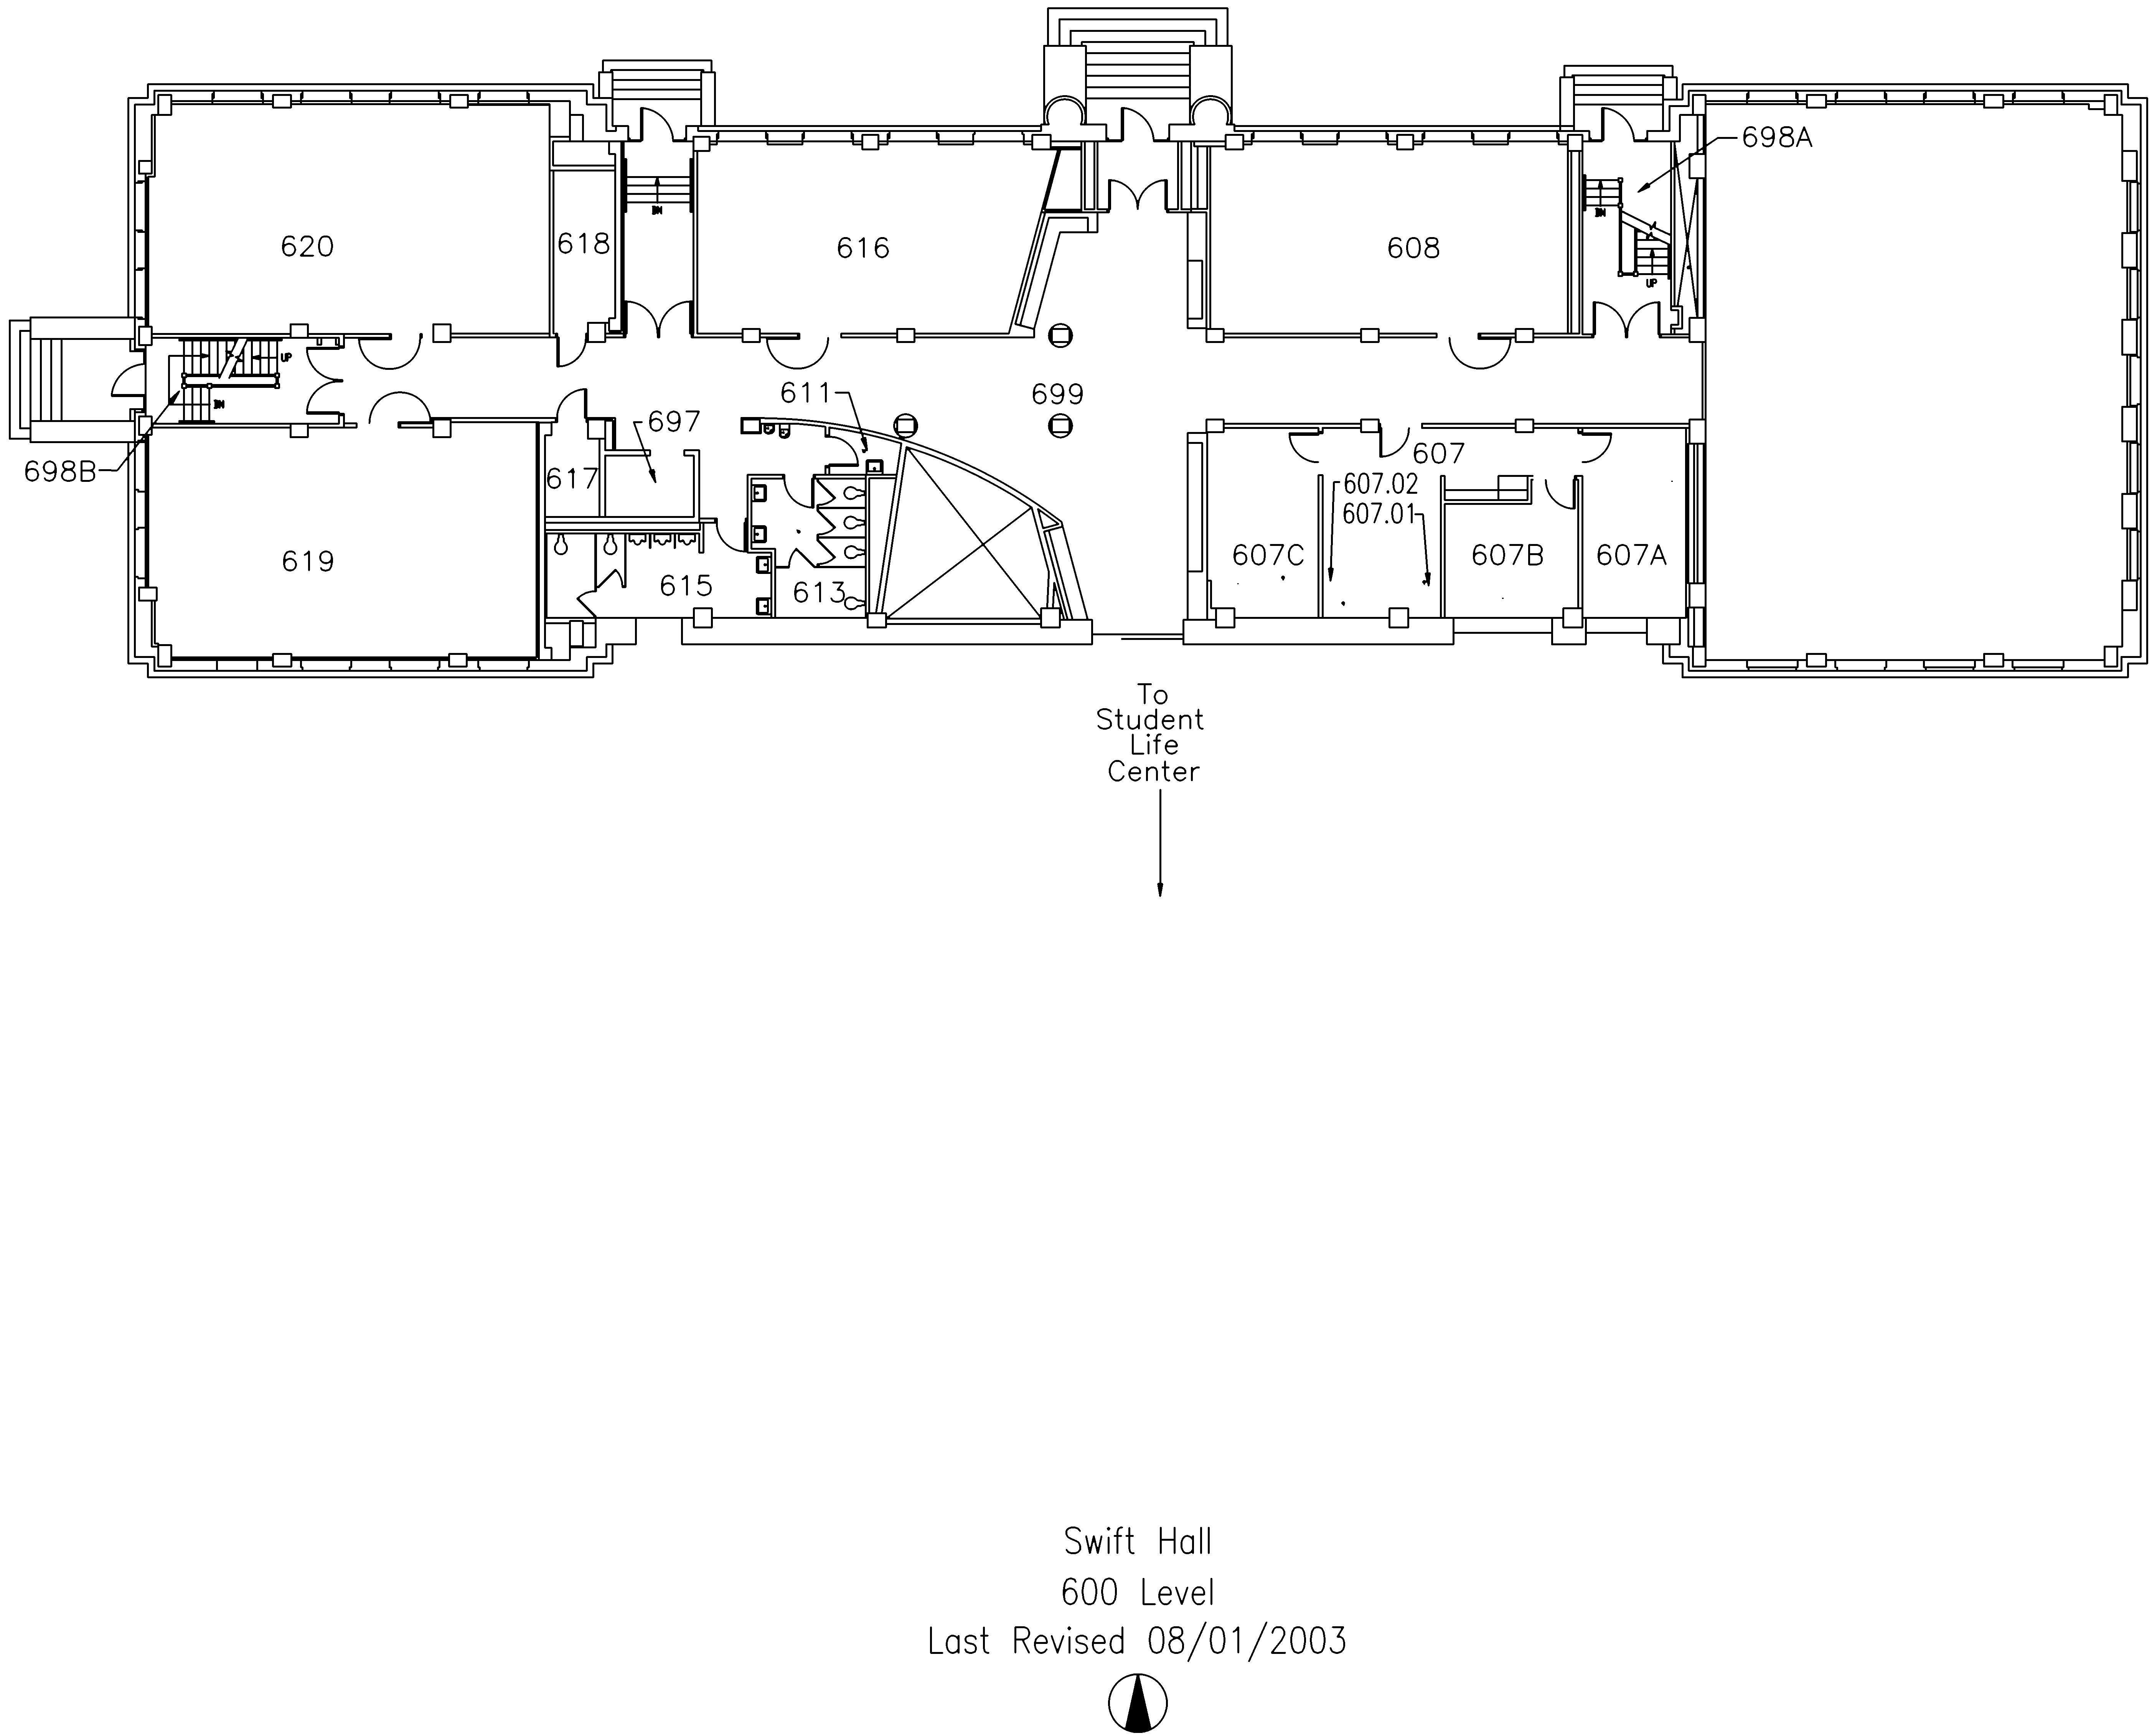 698A
620
618
616
608
611
699
697
698B
617
607
607.02
607.01
619
615
613
607C
607B
607A
DN
DN
UP
UP
DN
To
Student
Life
Center
Swift Hall
600 Level
Last Revised 08/01/2003